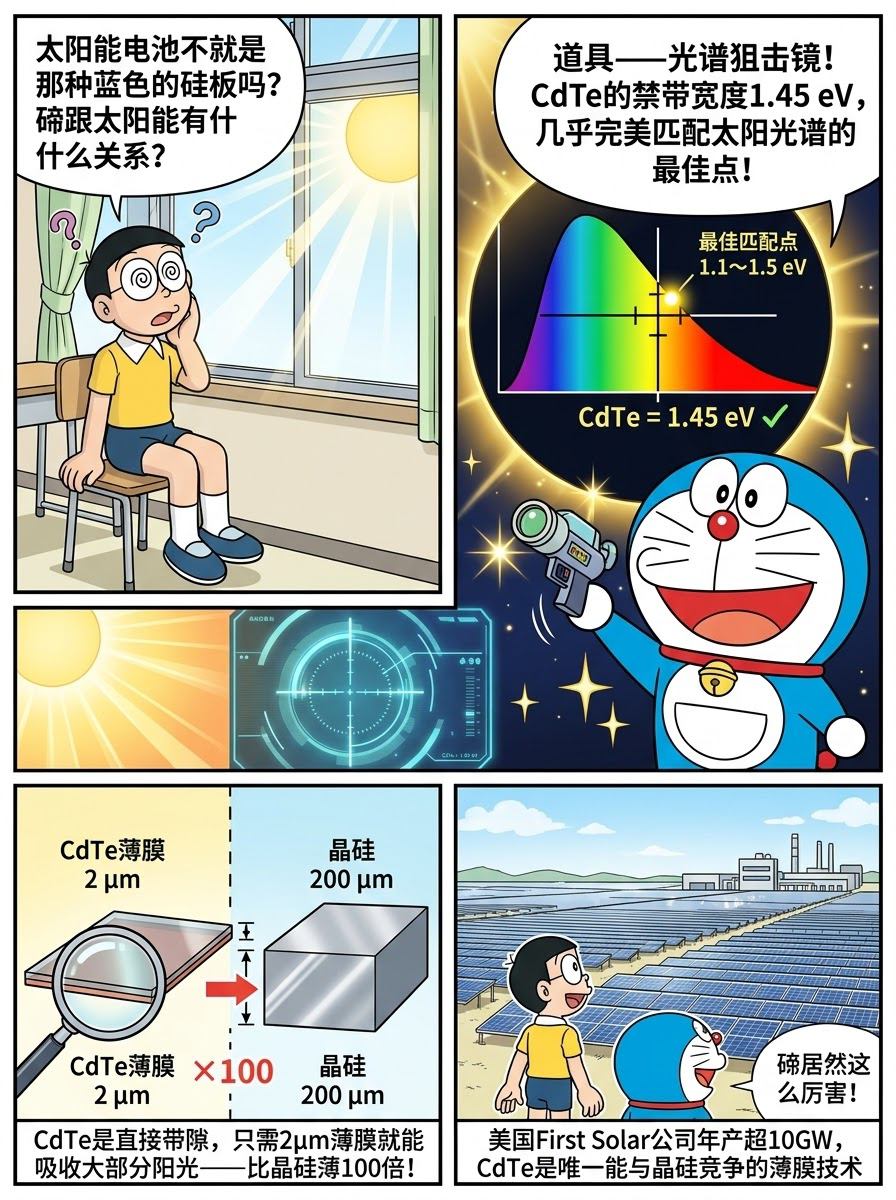 太阳能电池不就是
那种蓝色的硅板吗?
碲跟太阳能有什
什么关系?
?
?
道具——光谱狙击镜!
CdTe的禁带宽度1.45 eV,
几乎完美匹配太阳光谱的
最佳点!
最佳匹配点
1.1~1.5 eV
CdTe = 1.45 eV ✓
CdTe薄膜
2 μm
晶硅
200 μm
CdTe薄膜
2 μm
×100
晶硅
200 μm
CdTe是直接带隙，只需2μm薄膜就能
吸收大部分阳光——比晶硅薄100倍!
碲居然这
么厉害!
美国First Solar公司年产超10GW，
CdTe是唯一能与晶硅竞争的薄膜技术